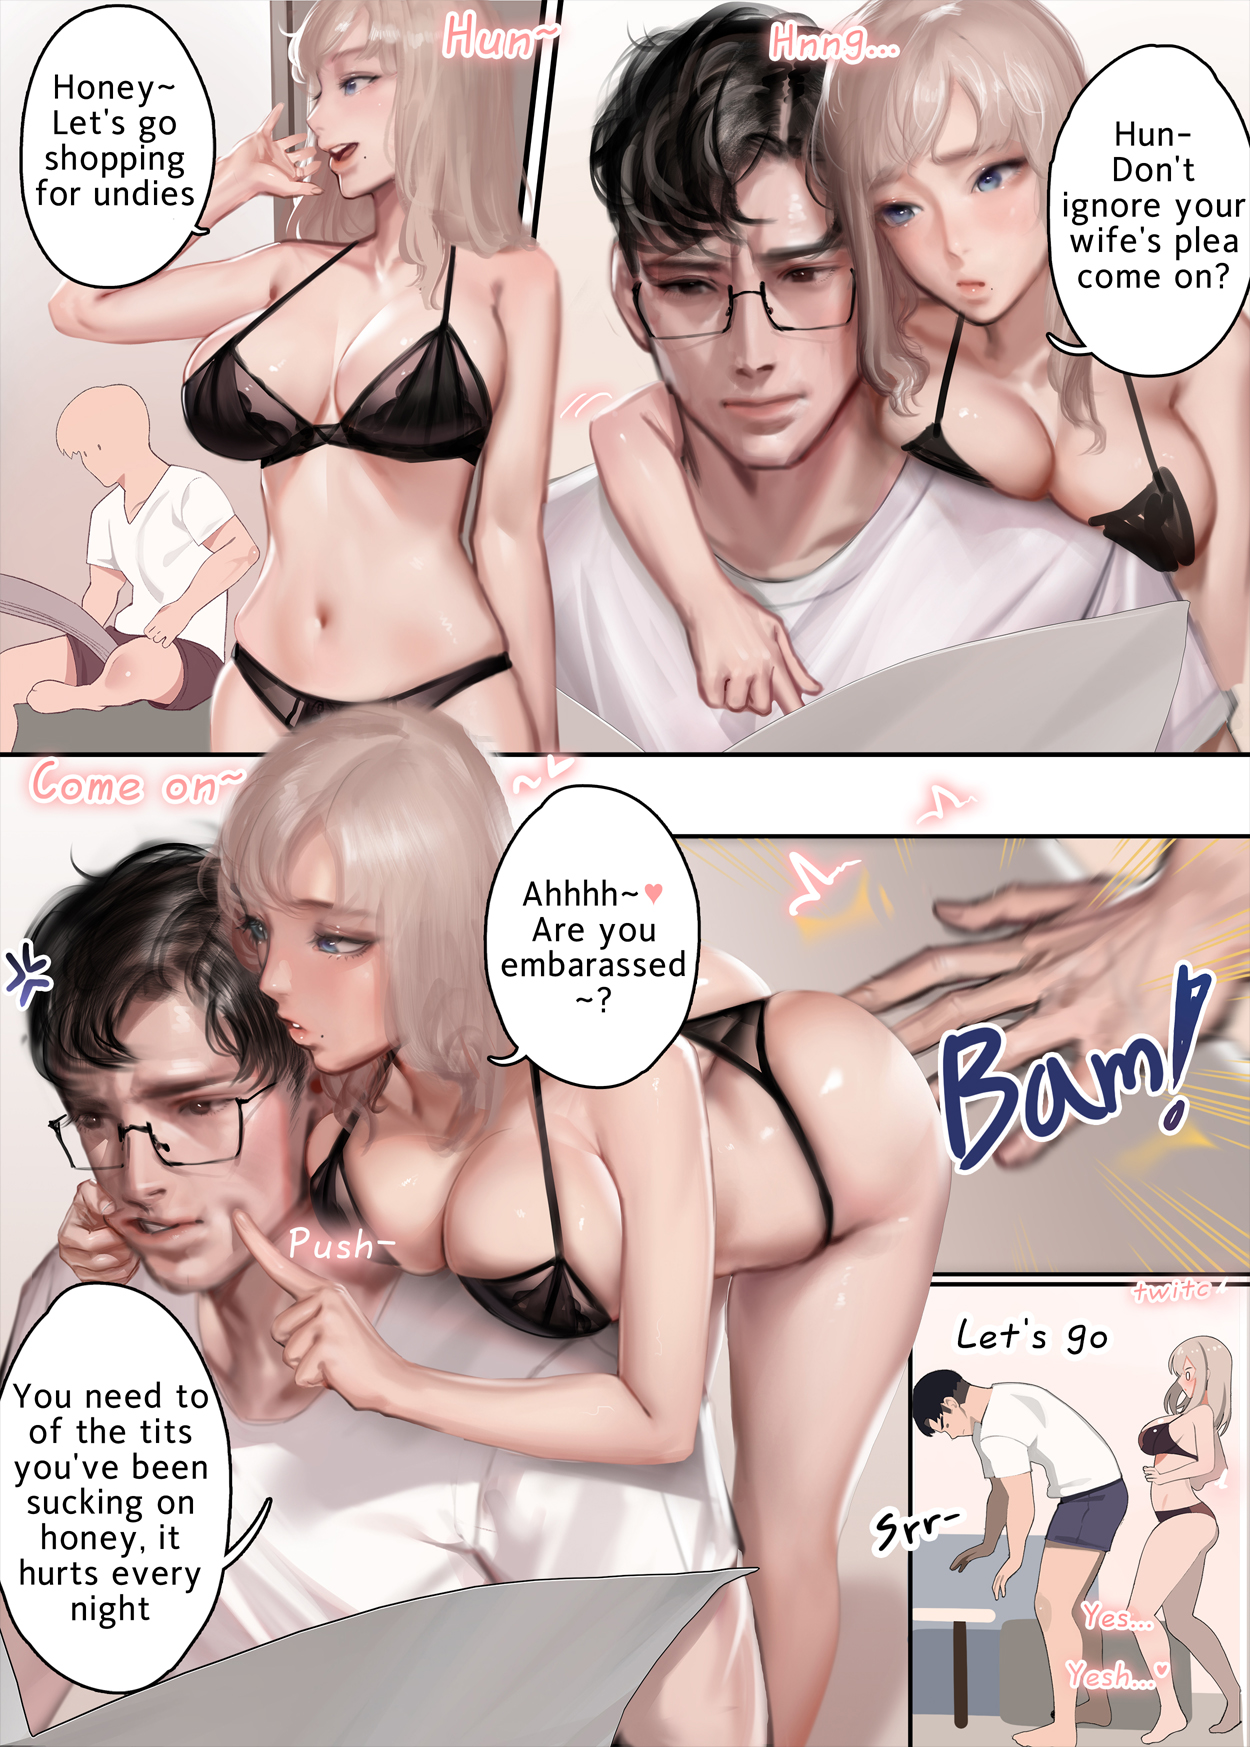 Hun~
Honey~
Let's go
shopping
for undies
Hnng...
Hun-
Don't
ignore your
wife's plea
come on?
Come on~
Ahhhh~♥
Are you
embarassed
~?
Bam!
Push-
You need to
of the tits
you've been
sucking on
honey, it
hurts every
night
twitc
Let's go
Srr-
Yes...
Yesh...♥